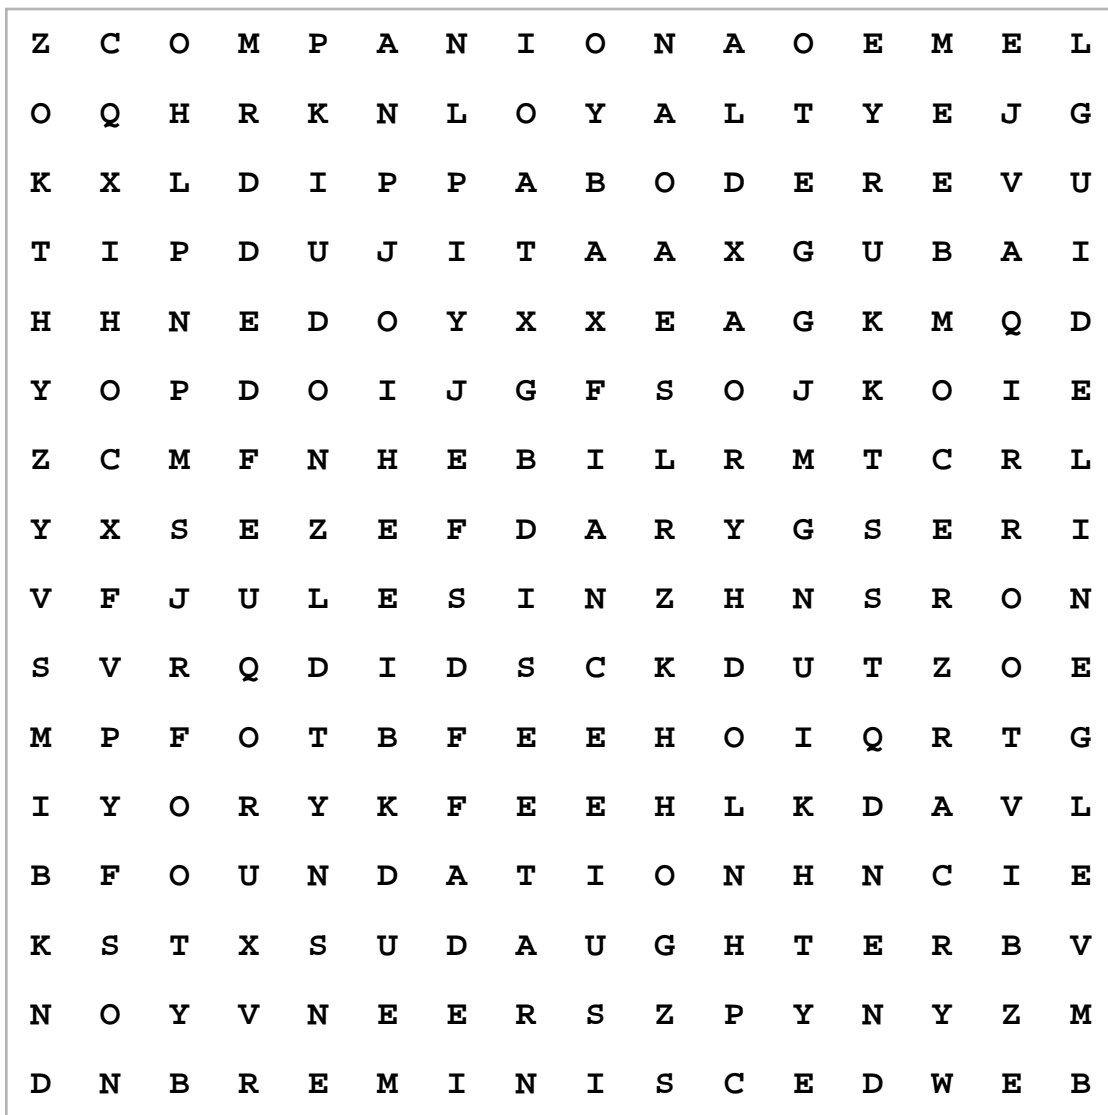 Z C O M P A N I O N A O E M E L
O Q H R K N L O Y A L T Y E J G
K X L D I P P A B O D E R E V U
T I P D U J I T A A X G U B A I
H H N E D O Y X X E A G K M Q D
Y O P D O I J G F S O J K O I E
Z C M F N H E B I L R M T C R L
Y X S E Z E F D A R Y G S E R I
V F J U L E S I N Z H N S R O N
S V R Q D I D S C K D U T Z O E
M P F O T B F E E H O I Q R T G
I Y O R Y K F E E H L K D A V L
B F O U N D A T I O N H N C I E
K S T X S U D A U G H T E R B V
N O Y V N E E R S Z P Y N Y Z M
D N B R E M I N I S C E D W E B